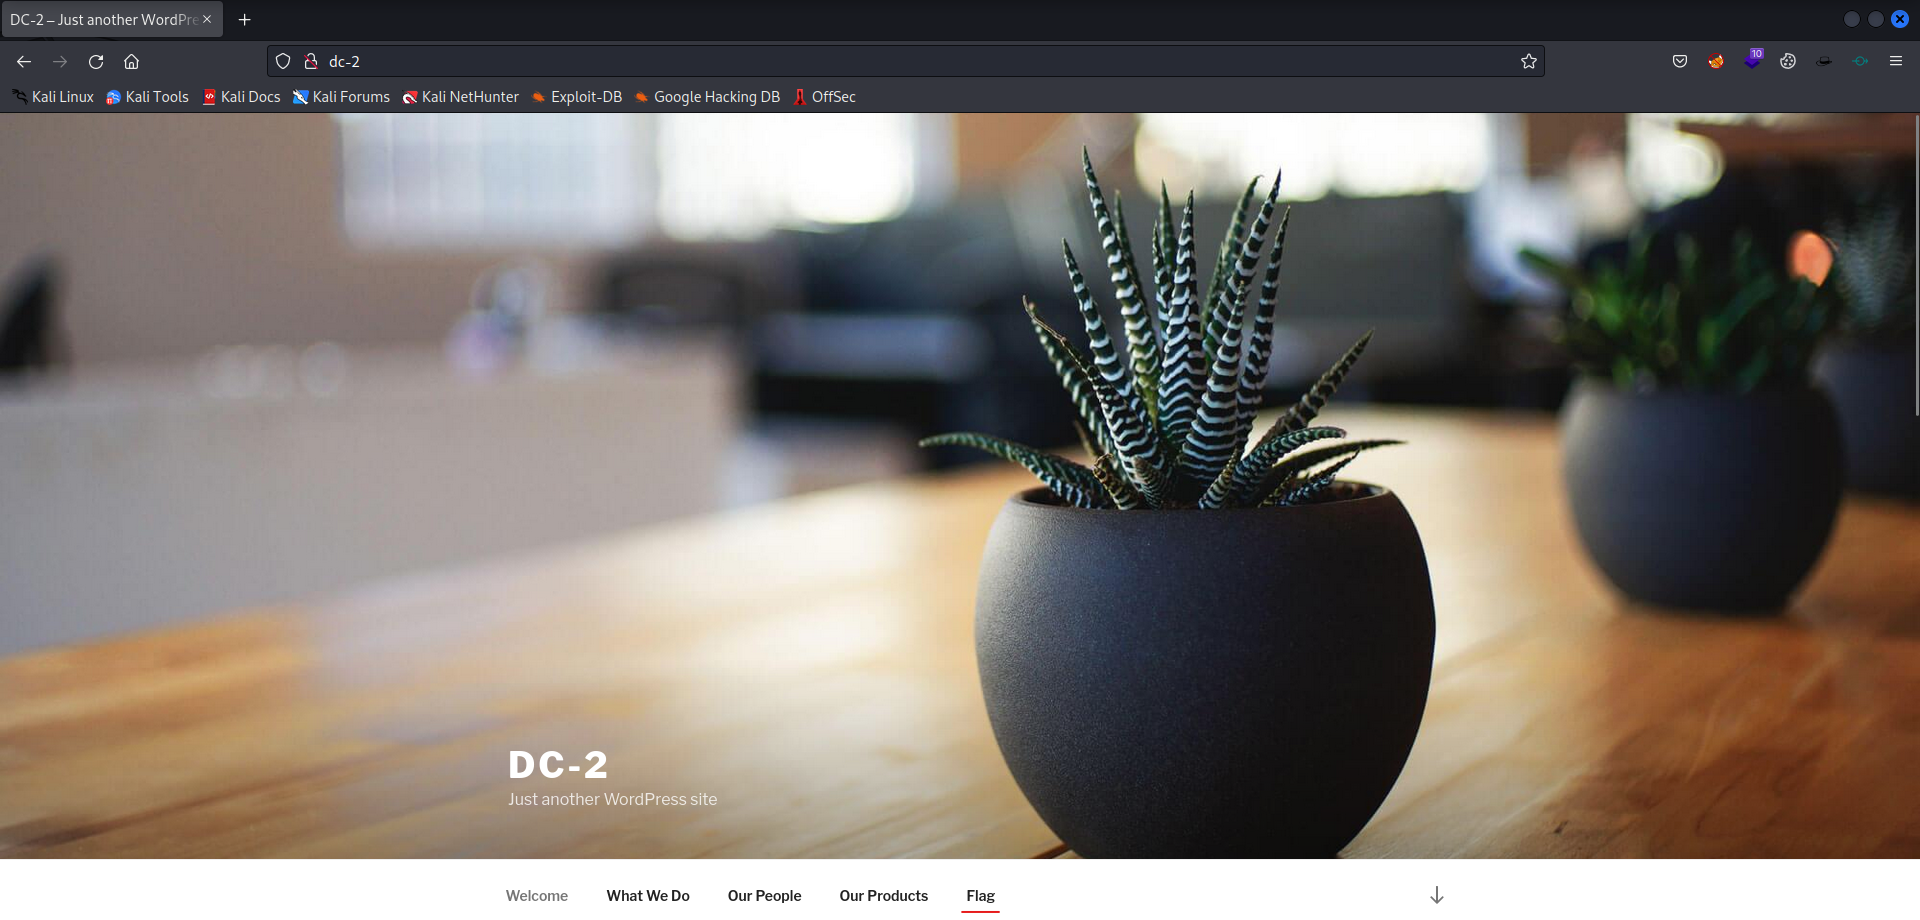 DC-2 – Just another WordPre
dc-2
10
Kali Linux Kali Tools Kali Docs Kali Forums Kali NetHunter Exploit-DB Google Hacking DB OffSec
DC-2
Just another WordPress site
Welcome What We Do Our People Our Products Flag